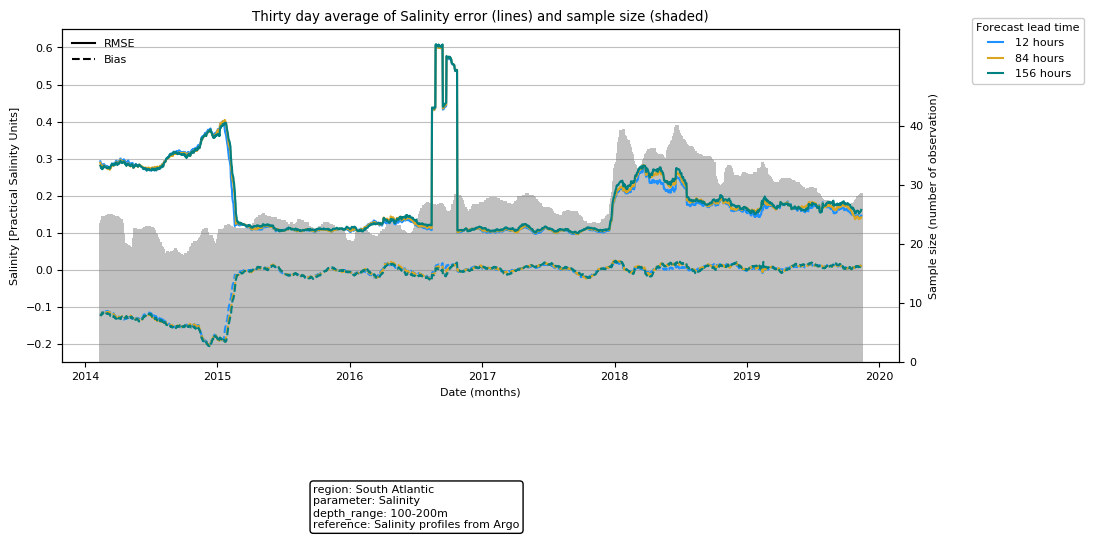 Thirty day average of Salinity error (lines) and sample size (shaded)
Forecast lead time
12 hours
84 hours
156 hours
RMSE
Bias
Salinity [Practical Salinity Units]
0.6
0.5
0.4
0.3
0.2
0.1
0.0
−0.1
−0.2
Sample size (number of observation)
40
30
20
10
0
2014 2015 2016 2017 2018 2019 2020
Date (months)
region: South Atlantic
parameter: Salinity
depth_range: 100-200m
reference: Salinity profiles from Argo